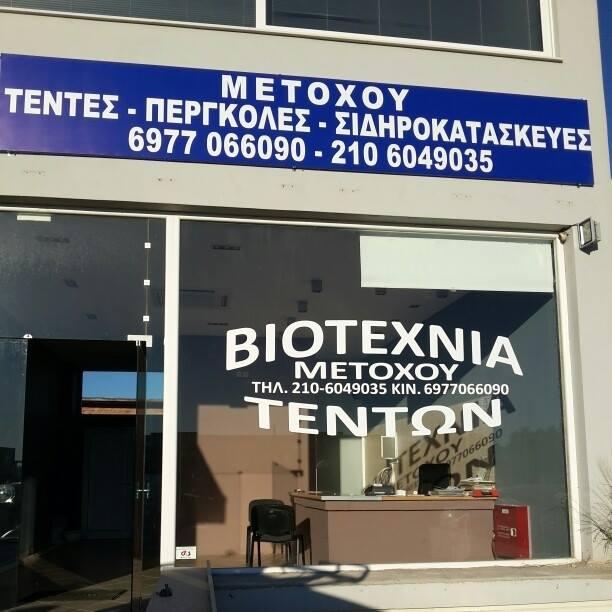 ΜΕΤΟΧΟΥ
ΤΕΝΤΕΣ - ΠΕΡΓΚΟΛΕΣ - ΣΙΔΗΡΟΚΑΤΑΣΚΕΥΕΣ
6977 066090 - 210 6049035
ΒΙΟΤΕΧΝΙΑ
ΜΕΤΟΧΟΥ
ΤΗΛ. 210-6049035 ΚΙΝ. 6977066090
ΤΕΝΤΩΝ